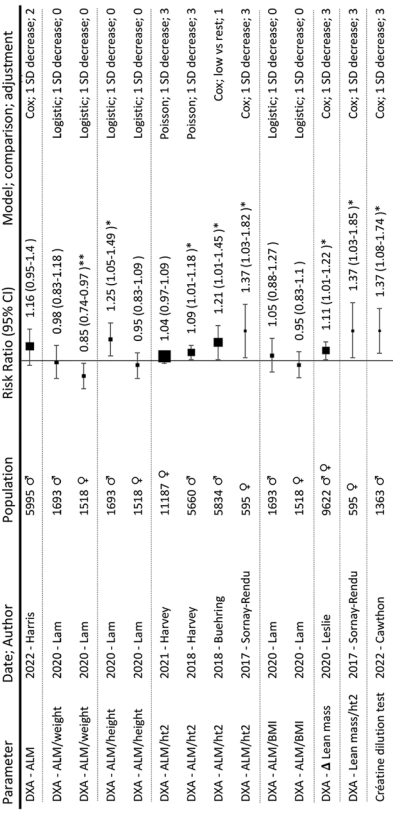 Parameter Date; Author Population Risk Ratio (95% CI) Model; comparison; adjustment
DXA - ALM 2022 - Harris 5995 ♂ 1.16 (0.95-1.4 ) Cox; 1 SD decrease; 2
DXA - ALM/weight 2020 - Lam 1693 ♂ 0.98 (0.83-1.18 ) Logistic; 1 SD decrease; 0
DXA - ALM/weight 2020 - Lam 1518 ♀ 0.85 (0.74-0.97 )** Logistic; 1 SD decrease; 0
DXA - ALM/height 2020 - Lam 1693 ♂ 1.25 (1.05-1.49 )* Logistic; 1 SD decrease; 0
DXA - ALM/height 2020 - Lam 1518 ♀ 0.95 (0.83-1.09 ) Logistic; 1 SD decrease; 0
DXA - ALM/ht2 2021 - Harvey 11187 ♀ 1.04 (0.97-1.09 ) Poisson; 1 SD decrease; 3
DXA - ALM/ht2 2018 - Harvey 5660 ♂ 1.09 (1.01-1.18 )* Poisson; 1 SD decrease; 3
DXA - ALM/ht2 2018 - Buehring 5834 ♂ 1.21 (1.01-1.45 )* Cox; low vs rest; 1
DXA - ALM/ht2 2017 - Sornay-Rendu 595 ♀ 1.37 (1.03-1.82 )* Cox; 1 SD decrease; 3
DXA - ALM/BMI 2020 - Lam 1693 ♂ 1.05 (0.88-1.27 ) Logistic; 1 SD decrease; 0
DXA - ALM/BMI 2020 - Lam 1518 ♀ 0.95 (0.83-1.1 ) Logistic; 1 SD decrease; 0
DXA - Δ Lean mass 2020 - Leslie 9622 ♂ ♀ 1.11 (1.01-1.22 )* Cox; 1 SD decrease; 3
DXA - Lean mass/ht2 2017 - Sornay-Rendu 595 ♀ 1.37 (1.03-1.85 )* Cox; 1 SD decrease; 3
Créatine dilution test 2022 - Cawthon 1363 ♂ 1.37 (1.08-1.74 )* Cox; 1 SD decrease; 3